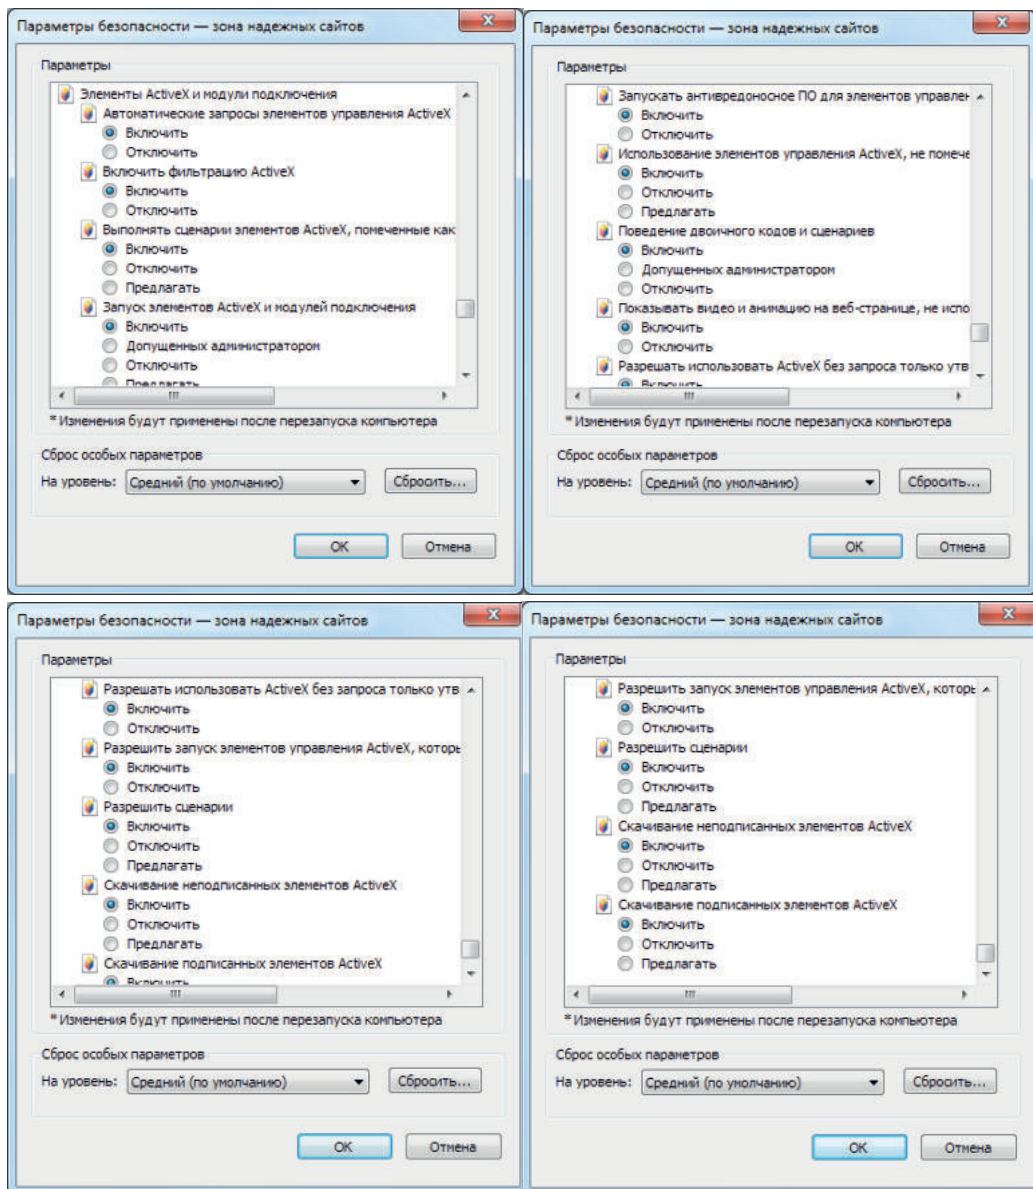 Параметры безопасности — зона надежных сайтов
Параметры
Элементы ActiveX и модули подключения
Автоматические запросы элементов управления ActiveX
Включить
Отключить
Включить фильтрацию ActiveX
Включить
Отключить
Выполнять сценарии элементов ActiveX, помеченные как
Включить
Отключить
Предлагать
Запуск элементов ActiveX и модулей подключения
Включить
Допущенных администратором
Отключить
Предлагать
* Изменения будут применены после перезапуска компьютера
Сброс особых параметров
На уровень: Средний (по умолчанию) Сбросить...
ОК Отмена
Параметры безопасности — зона надежных сайтов
Параметры
Запускать антивредоносное ПО для элементов управлен
Включить
Отключить
Использование элементов управления ActiveX, не помече
Включить
Отключить
Предлагать
Поведение двоичного кодов и сценариев
Включить
Допущенных администратором
Отключить
Показывать видео и анимацию на веб-странице, не испо
Включить
Отключить
Разрешать использовать ActiveX без запроса только утв
Включить
* Изменения будут применены после перезапуска компьютера
Сброс особых параметров
На уровень: Средний (по умолчанию) Сбросить...
ОК Отмена
Параметры безопасности — зона надежных сайтов
Параметры
Разрешать использовать ActiveX без запроса только утв
Включить
Отключить
Разрешить запуск элементов управления ActiveX, которь
Включить
Отключить
Разрешить сценарии
Включить
Отключить
Предлагать
Скачивание неподписанных элементов ActiveX
Включить
Отключить
Предлагать
Скачивание подписанных элементов ActiveX
Включить
* Изменения будут применены после перезапуска компьютера
Сброс особых параметров
На уровень: Средний (по умолчанию) Сбросить...
ОК Отмена
Параметры безопасности — зона надежных сайтов
Параметры
Разрешить запуск элементов управления ActiveX, которь
Включить
Отключить
Разрешить сценарии
Включить
Отключить
Предлагать
Скачивание неподписанных элементов ActiveX
Включить
Отключить
Предлагать
Скачивание подписанных элементов ActiveX
Включить
Отключить
Предлагать
* Изменения будут применены после перезапуска компьютера
Сброс особых параметров
На уровень: Средний (по умолчанию) Сбросить...
ОК Отмена